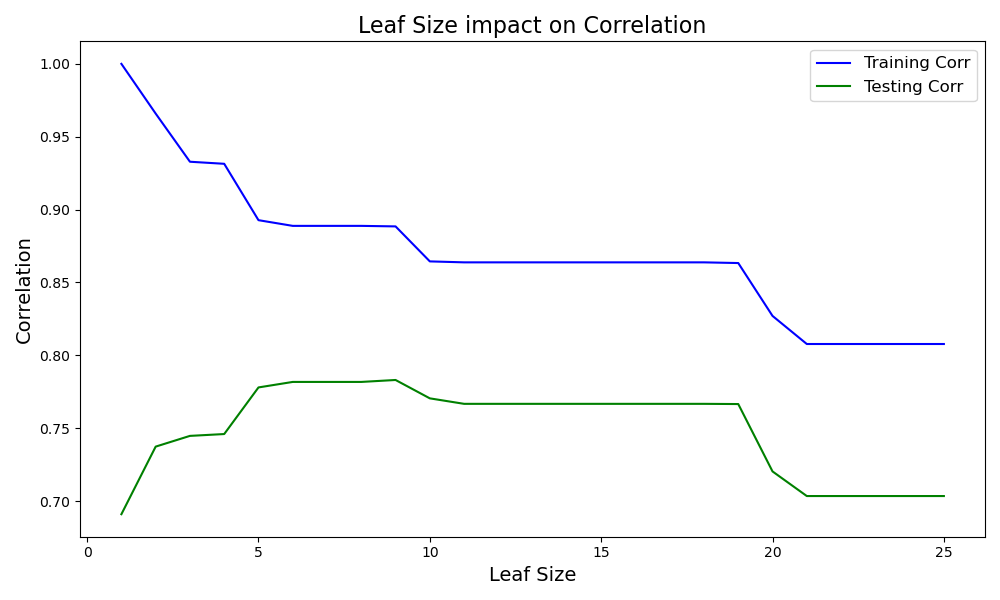 Leaf Size impact on Correlation
Training Corr
Testing Corr
Correlation
1.00
0.95
0.90
0.85
0.80
0.75
0.70
0 5 10 15 20 25
Leaf Size